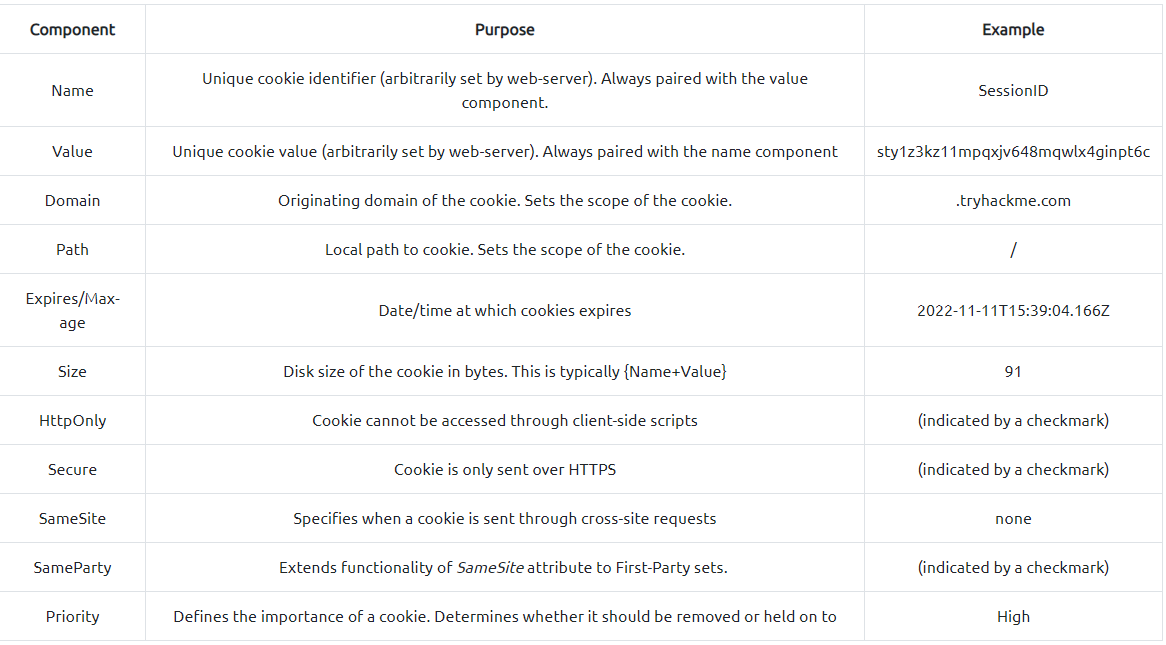 Component Purpose Example
Name Unique cookie identifier (arbitrarily set by web-server). Always paired with the value component. SessionID
Value Unique cookie value (arbitrarily set by web-server). Always paired with the name component sty1z3kz11mpqxjv648mqwlx4ginpt6c
Domain Originating domain of the cookie. Sets the scope of the cookie. .tryhackme.com
Path Local path to cookie. Sets the scope of the cookie. /
Expires/Max-age Date/time at which cookies expires 2022-11-11T15:39:04.166Z
Size Disk size of the cookie in bytes. This is typically {Name+Value} 91
HttpOnly Cookie cannot be accessed through client-side scripts (indicated by a checkmark)
Secure Cookie is only sent over HTTPS (indicated by a checkmark)
SameSite Specifies when a cookie is sent through cross-site requests none
SameParty Extends functionality of SameSite attribute to First-Party sets. (indicated by a checkmark)
Priority Defines the importance of a cookie. Determines whether it should be removed or held on to High